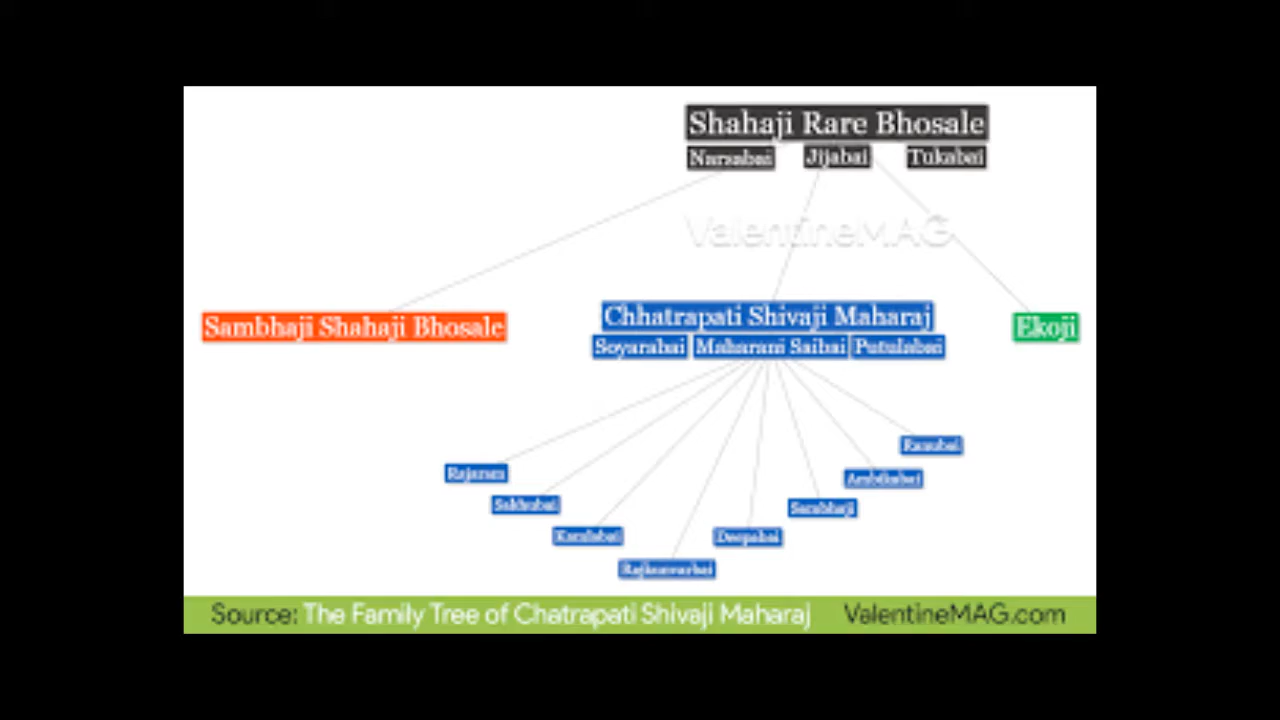 Shahaji Rare Bhosale
Narsabai Jijabai Tukabai
ValentineMAG
Sambhaji Shahaji Bhosale
Chhatrapati Shivaji Maharaj
Ekoji
Soyarabai Maharani Saibai Putulabai
Ranubai
Rajaram
Ambikabai
Sakhubai
Sambhaji
Kamlabai
Deepabai
Rajkunvarbai
Source: The Family Tree of Chatrapati Shivaji Maharaj ValentineMAG.com